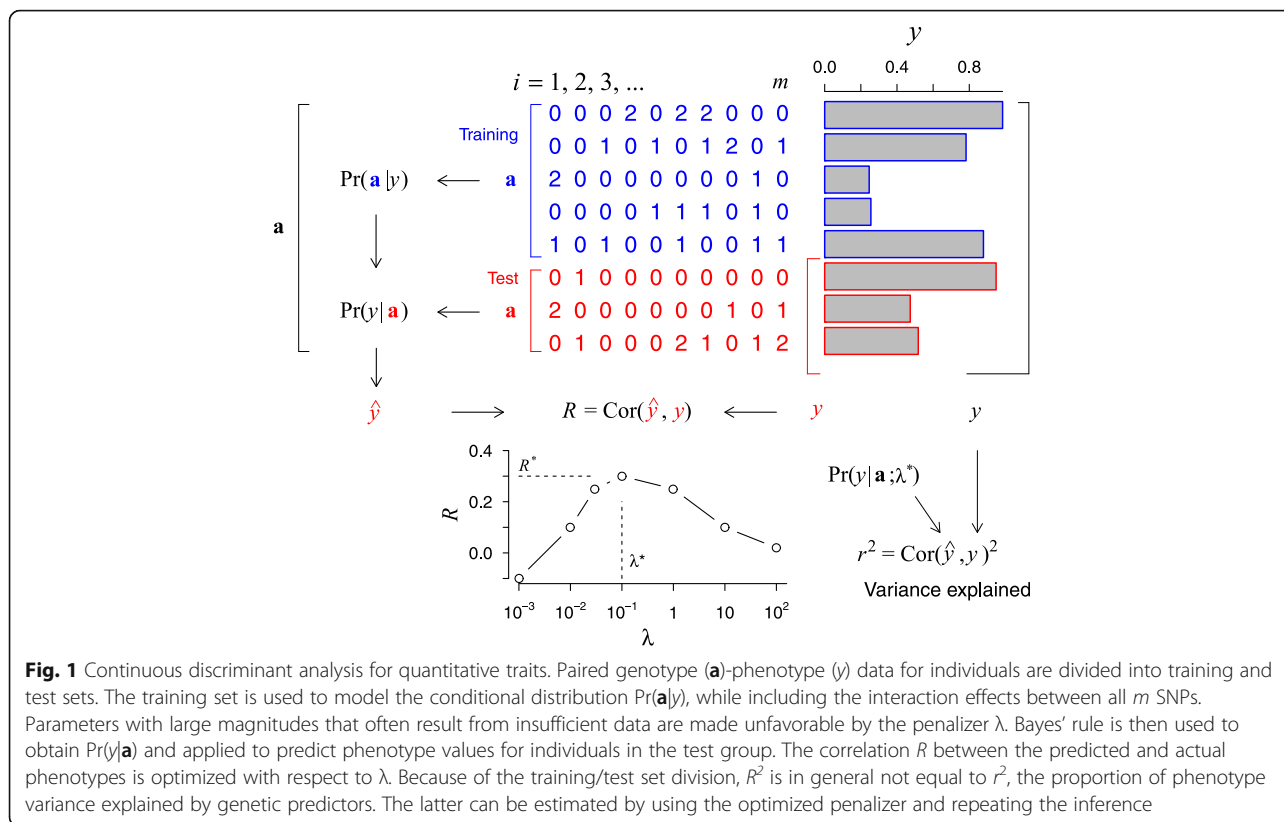 y
0.0 0.4 0.8
i = 1, 2, 3, ... m
Training
a
0 0 0 2 0 2 2 0 0 0
0 0 1 0 1 0 1 2 0 1
2 0 0 0 0 0 0 0 1 0
0 0 0 0 1 1 1 0 1 0
1 0 1 0 0 1 0 0 1 1
Test
a
0 1 0 0 0 0 0 0 0 0
2 0 0 0 0 0 0 1 0 1
0 1 0 0 0 2 1 0 1 2
a
Pr(a|y)
Pr(y|a)
ŷ
R = Cor(ŷ, y)
y
y
R
0.4
0.2
0.0
R*
λ*
10⁻³ 10⁻² 10⁻¹ 1 10 10²
λ
Pr(y|a;λ*)
r² = Cor(ŷ,y)²
Variance explained
Fig. 1 Continuous discriminant analysis for quantitative traits. Paired genotype (a)-phenotype (y) data for individuals are divided into training and
test sets. The training set is used to model the conditional distribution Pr(a|y), while including the interaction effects between all m SNPs.
Parameters with large magnitudes that often result from insufficient data are made unfavorable by the penalizer λ. Bayes' rule is then used to
obtain Pr(y|a) and applied to predict phenotype values for individuals in the test group. The correlation R between the predicted and actual
phenotypes is optimized with respect to λ. Because of the training/test set division, R² is in general not equal to r², the proportion of phenotype
variance explained by genetic predictors. The latter can be estimated by using the optimized penalizer and repeating the inference